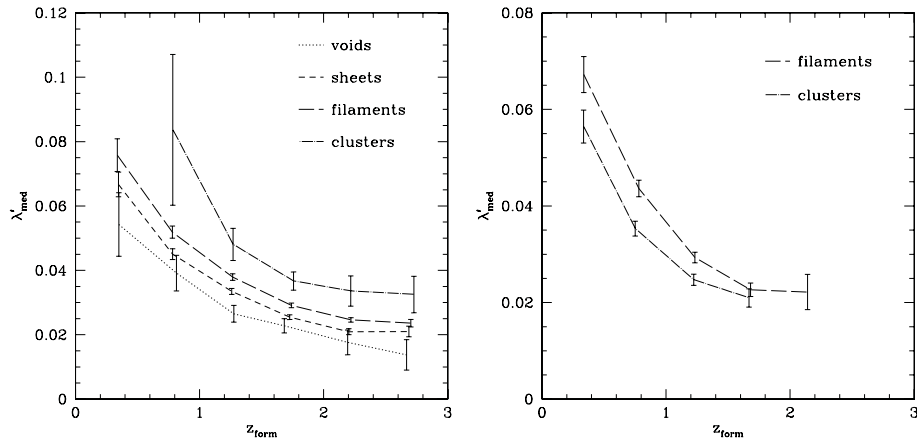 0.12
0.1
0.08
0.06
0.04
0.02
0
λ'med
0 1 2 3
zform
voids
sheets
filaments
clusters
0.08
0.06
0.04
0.02
0
λ'med
0 1 2 3
zform
filaments
clusters